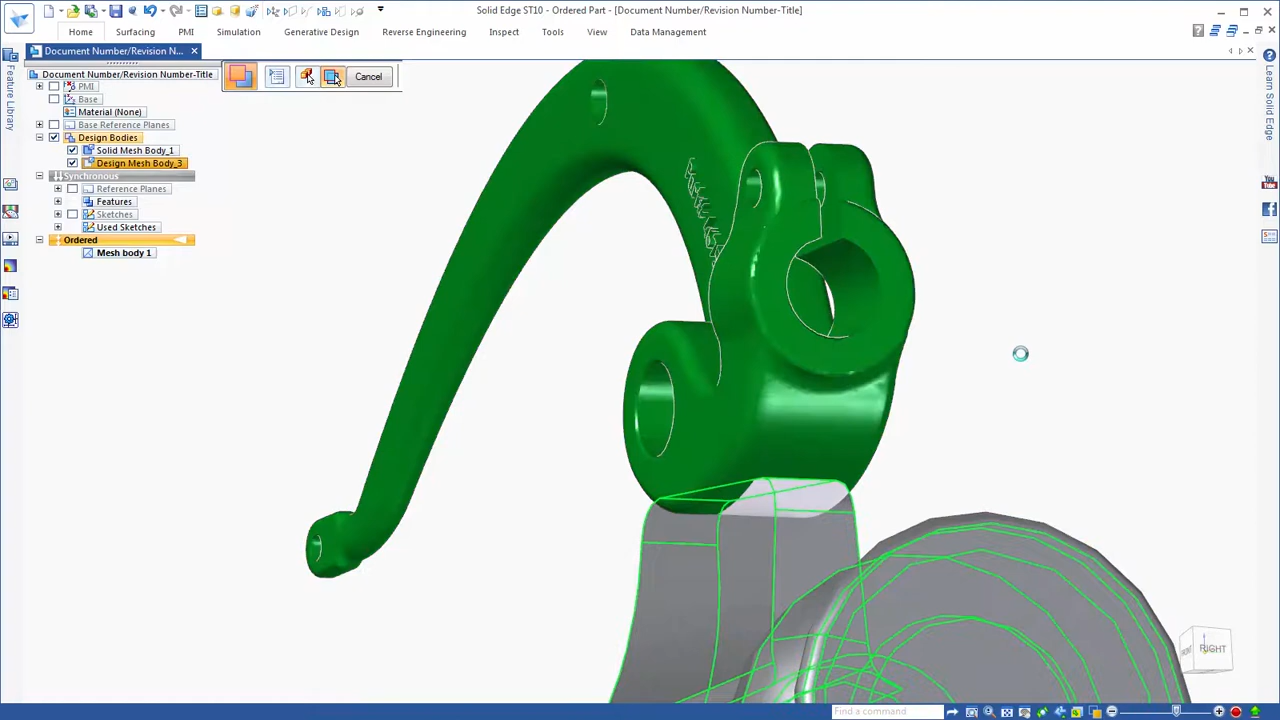 Solid Edge ST10 - Ordered Part - [Document Number/Revision Number-Title]
Home Surfacing PMI Simulation Generative Design Reverse Engineering Inspect Tools View Data Management
Document Number/Revision N...
Document Number/Revision Number-Title
Cancel
PMI
Base
Material (None)
Base Reference Planes
Design Bodies
Solid Mesh Body_1
Design Mesh Body_3
Synchronous
Reference Planes
Features
Sketches
Used Sketches
Ordered
Mesh body 1
Feature Library
Learn Solid Edge
You
Tube
RIGHT
Find a command